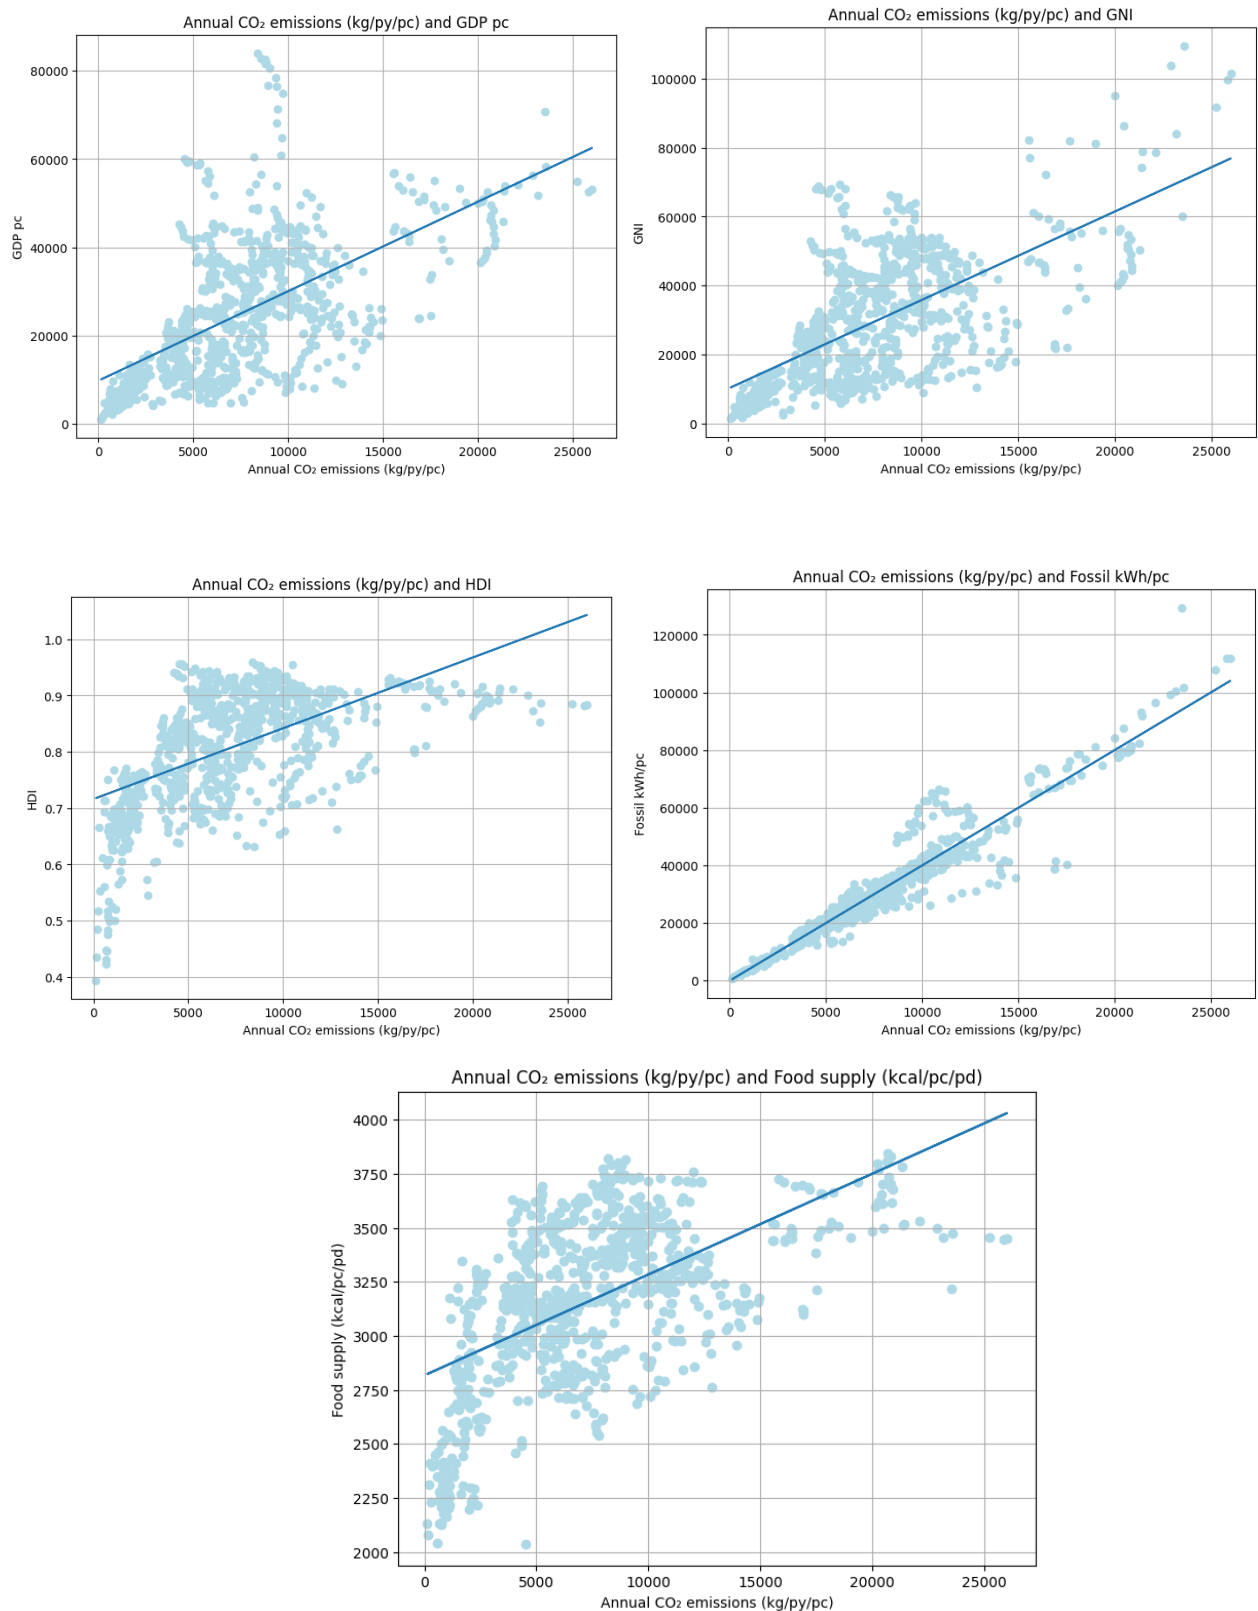 Annual CO₂ emissions (kg/py/pc) and GDP pc
80000
60000
40000
20000
0
GDP pc
0 5000 10000 15000 20000 25000
Annual CO₂ emissions (kg/py/pc)
Annual CO₂ emissions (kg/py/pc) and GNI
100000
80000
60000
40000
20000
0
GNI
0 5000 10000 15000 20000 25000
Annual CO₂ emissions (kg/py/pc)
Annual CO₂ emissions (kg/py/pc) and HDI
1.0
0.9
0.8
0.7
0.6
0.5
0.4
HDI
0 5000 10000 15000 20000 25000
Annual CO₂ emissions (kg/py/pc)
Annual CO₂ emissions (kg/py/pc) and Fossil kWh/pc
120000
100000
80000
60000
40000
20000
0
Fossil kWh/pc
0 5000 10000 15000 20000 25000
Annual CO₂ emissions (kg/py/pc)
Annual CO₂ emissions (kg/py/pc) and Food supply (kcal/pc/pd)
4000
3750
3500
3250
3000
2750
2500
2250
2000
Food supply (kcal/pc/pd)
0 5000 10000 15000 20000 25000
Annual CO₂ emissions (kg/py/pc)